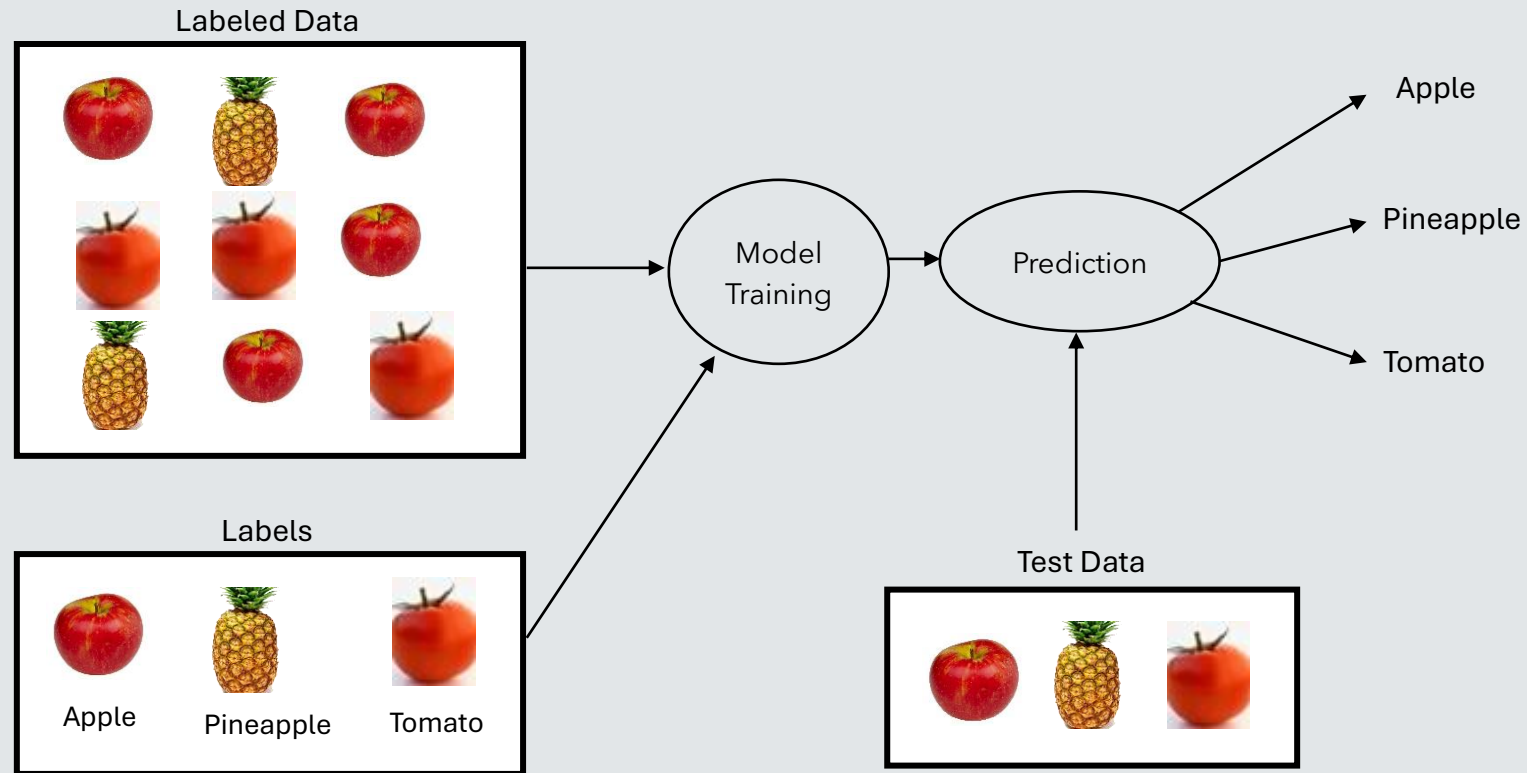 Labeled Data
Model
Training
Prediction
Apple
Pineapple
Tomato
Labels
Apple
Pineapple
Tomato
Test Data